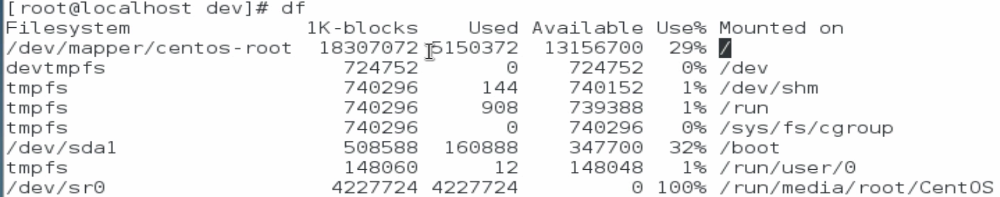 [root@localhost dev]# df
Filesystem 1K-blocks Used Available Use% Mounted on
/dev/mapper/centos-root 18307072 5150372 13156700 29% /
devtmpfs 724752 0 724752 0% /dev
tmpfs 740296 144 740152 1% /dev/shm
tmpfs 740296 908 739388 1% /run
tmpfs 740296 0 740296 0% /sys/fs/cgroup
/dev/sda1 508588 160888 347700 32% /boot
tmpfs 148060 12 148048 1% /run/user/0
/dev/sr0 4227724 4227724 0 100% /run/media/root/CentOS